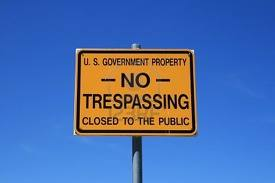 U. S. GOVERNMENT PROPERTY
— NO —
TRESPASSING
CLOSED TO THE PUBLIC